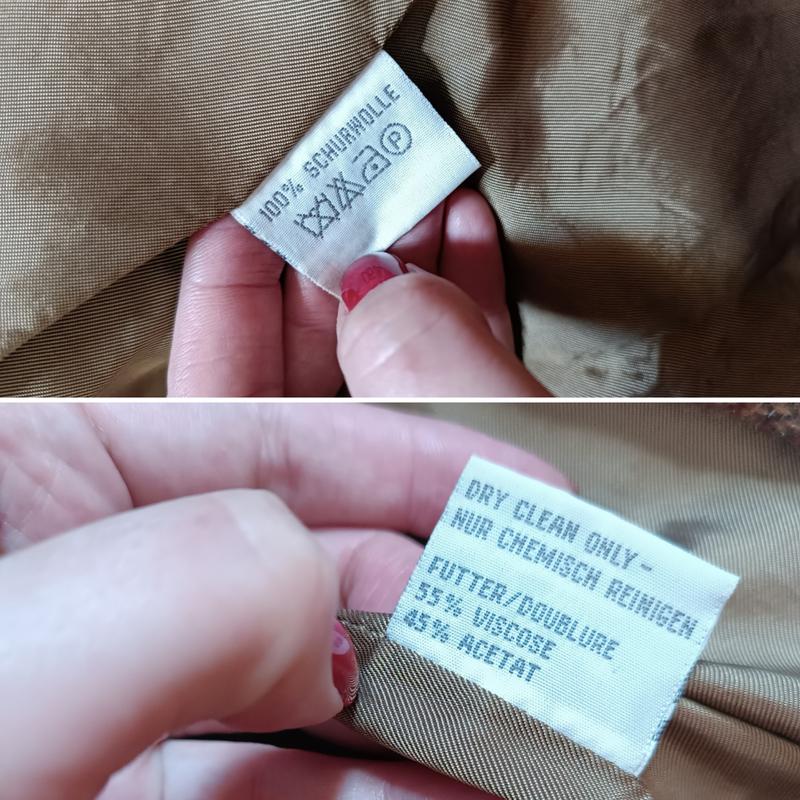 100% SCHURWOLLE
P
DRY CLEAN ONLY-
NUR CHEMISCH REINIGEN
FUTTER/DOUBLURE
55% VISCOSE
45% ACETAT